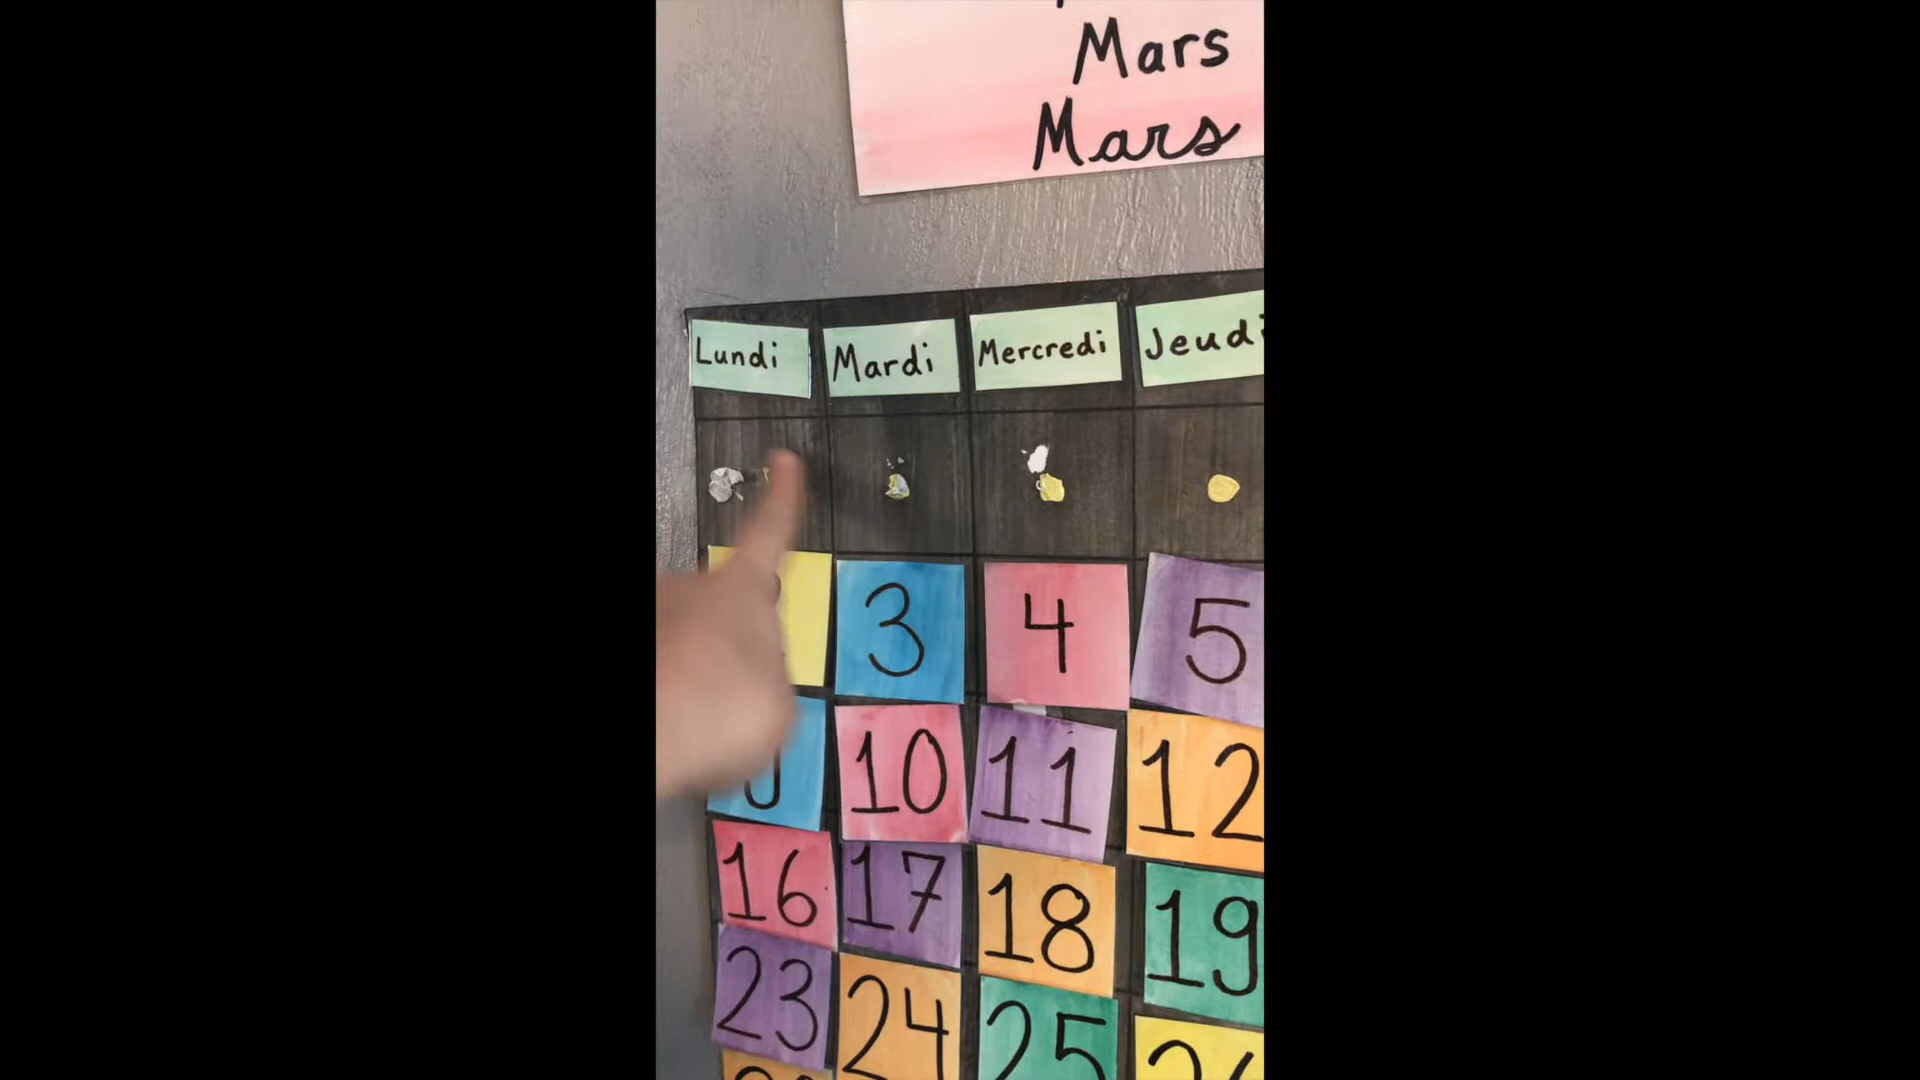 Mars
Mars
Lundi Mardi Mercredi Jeudi
3 4 5
10 11 12
16 17 18 19
23 24 25